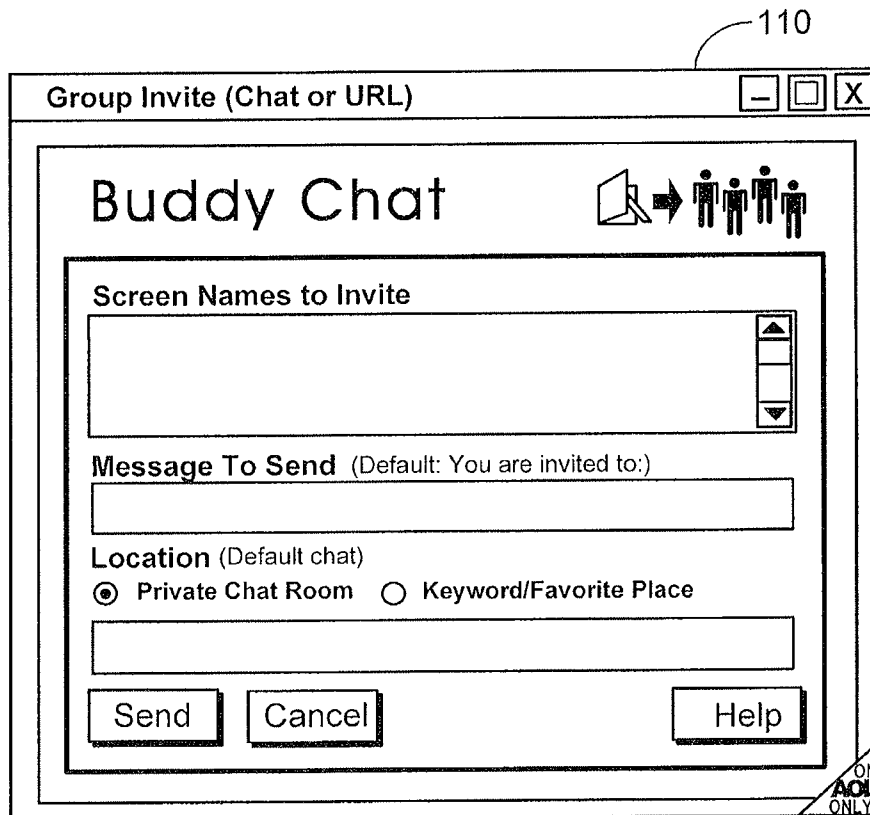 110
Group Invite (Chat or URL)
X
Buddy Chat
Screen Names to Invite
Message To Send (Default: You are invited to:)
Location (Default chat)
Private Chat Room Keyword/Favorite Place
Send Cancel Help
AOL
ONLY